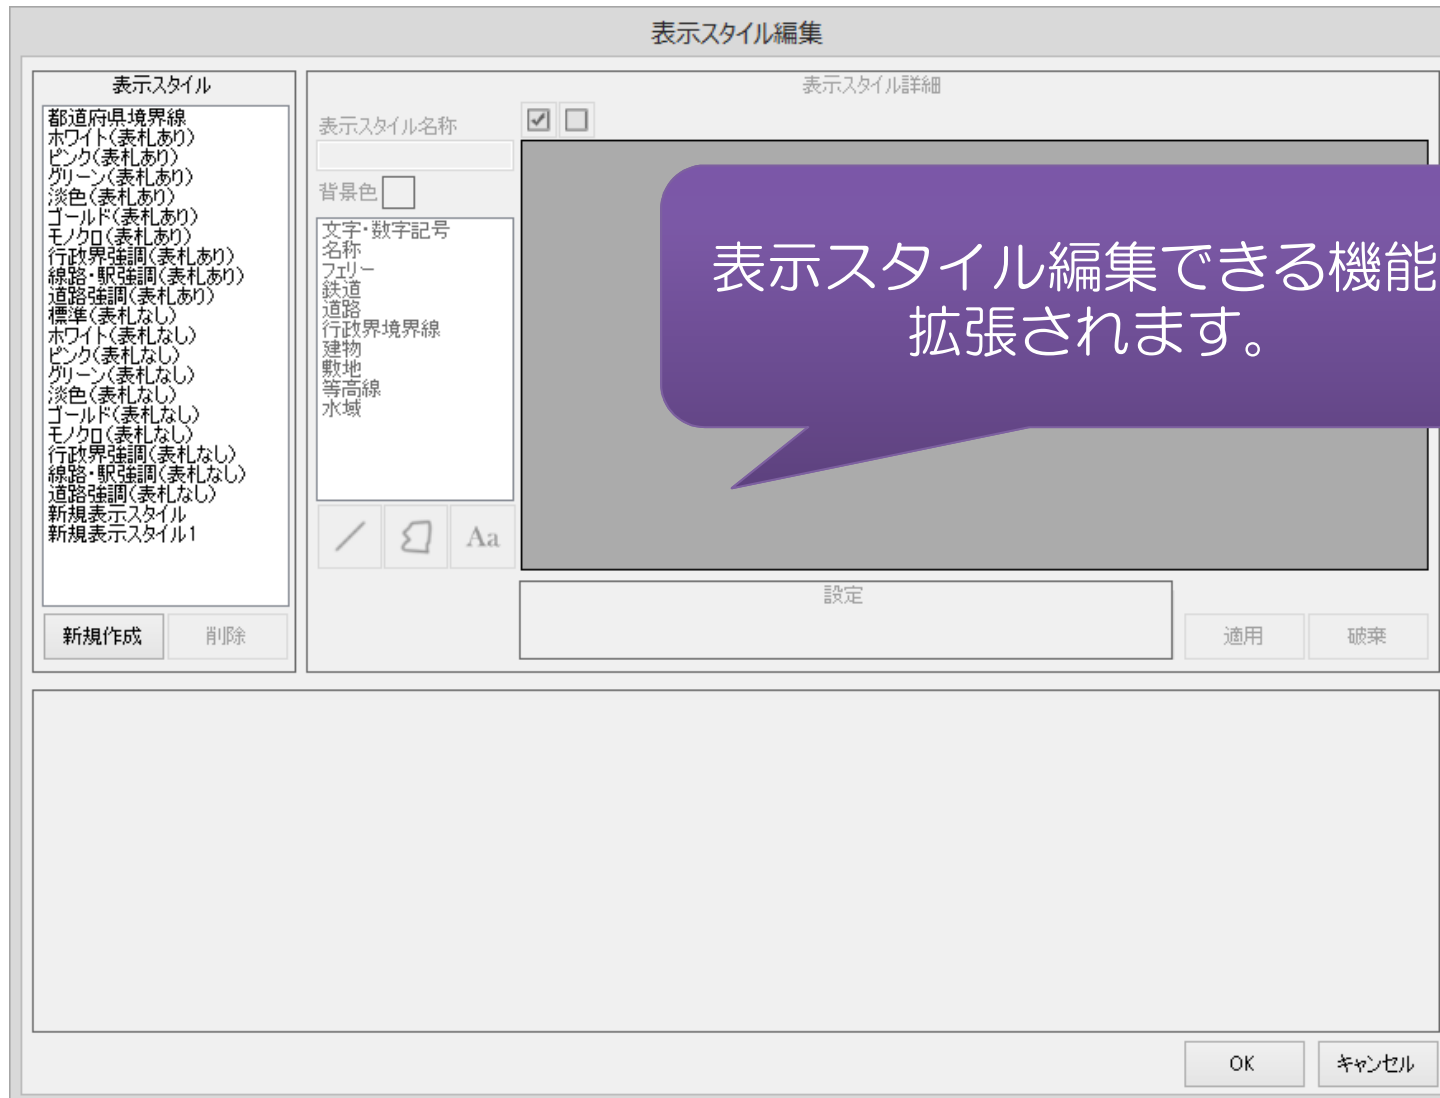 表示スタイル編集
表示スタイル
都道府県境界線
ホワイト(表札あり)
ピンク(表札あり)
グリーン(表札あり)
淡色(表札あり)
ゴールド(表札あり)
モノクロ(表札あり)
行政界強調(表札あり)
線路・駅強調(表札あり)
道路強調(表札あり)
標準(表札なし)
ホワイト(表札なし)
ピンク(表札なし)
グリーン(表札なし)
淡色(表札なし)
ゴールド(表札なし)
モノクロ(表札なし)
行政界強調(表札なし)
線路・駅強調(表札なし)
道路強調(表札なし)
新規表示スタイル
新規表示スタイル1
新規作成
削除
表示スタイル詳細
表示スタイル名称
背景色
文字・数字記号
名称
フェリー
鉄道
道路
行政界境界線
建物
敷地
等高線
水域
Aa
表示スタイル編集できる機能
拡張されます。
設定
適用
破棄
OK
キャンセル